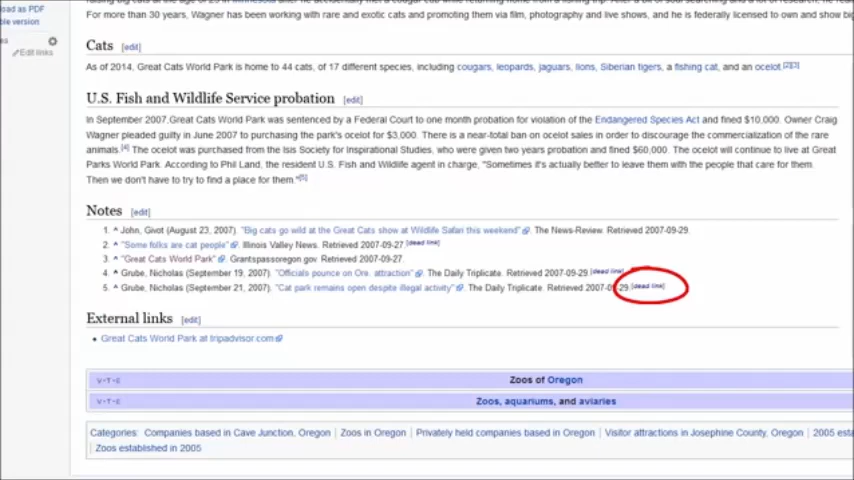 oad as PDF
ble version
Edit links
For more than 30 years, Wagner has been working with rare and exotic cats and promoting them via film, photography and live shows, and he is federally licensed to own and show big
Cats [edit]
As of 2014, Great Cats World Park is home to 44 cats, of 17 different species, including cougars, leopards, jaguars, lions, Siberian tigers, a fishing cat, and an ocelot.[2][3]
U.S. Fish and Wildlife Service probation [edit]
In September 2007,Great Cats World Park was sentenced by a Federal Court to one month probation for violation of the Endangered Species Act and fined $10,000. Owner Craig
Wagner pleaded guilty in June 2007 to purchasing the park's ocelot for $3,000. There is a near-total ban on ocelot sales in order to discourage the commercialization of the rare
animals.[4] The ocelot was purchased from the Isis Society for Inspirational Studies, who were given two years probation and fined $60,000. The ocelot will continue to live at Great
Parks World Park. According to Phil Land, the resident U.S. Fish and Wildlife agent in charge, "Sometimes it's actually better to leave them with the people that care for them.
Then we don't have to try to find a place for them."[5]
Notes [edit]
1. ^ John, Givot (August 23, 2007). "Big cats go wild at the Great Cats show at Wildlife Safari this weekend". The News-Review. Retrieved 2007-09-29.
2. ^ "Some folks are cat people". Illinois Valley News. Retrieved 2007-09-27.[dead link]
3. ^ "Great Cats World Park". Grantspassoregon.gov. Retrieved 2007-09-27.
4. ^ Grube, Nicholas (September 19, 2007). "Officials pounce on Ore. attraction". The Daily Triplicate. Retrieved 2007-09-29.[dead link]
5. ^ Grube, Nicholas (September 21, 2007). "Cat park remains open despite illegal activity". The Daily Triplicate. Retrieved 2007-09-29.[dead link]
External links [edit]
• Great Cats World Park at tripadvisor.com
V·T·E Zoos of Oregon
V·T·E Zoos, aquariums, and aviaries
Categories: Companies based in Cave Junction, Oregon | Zoos in Oregon | Privately held companies based in Oregon | Visitor attractions in Josephine County, Oregon | 2005 esta
| Zoos established in 2005